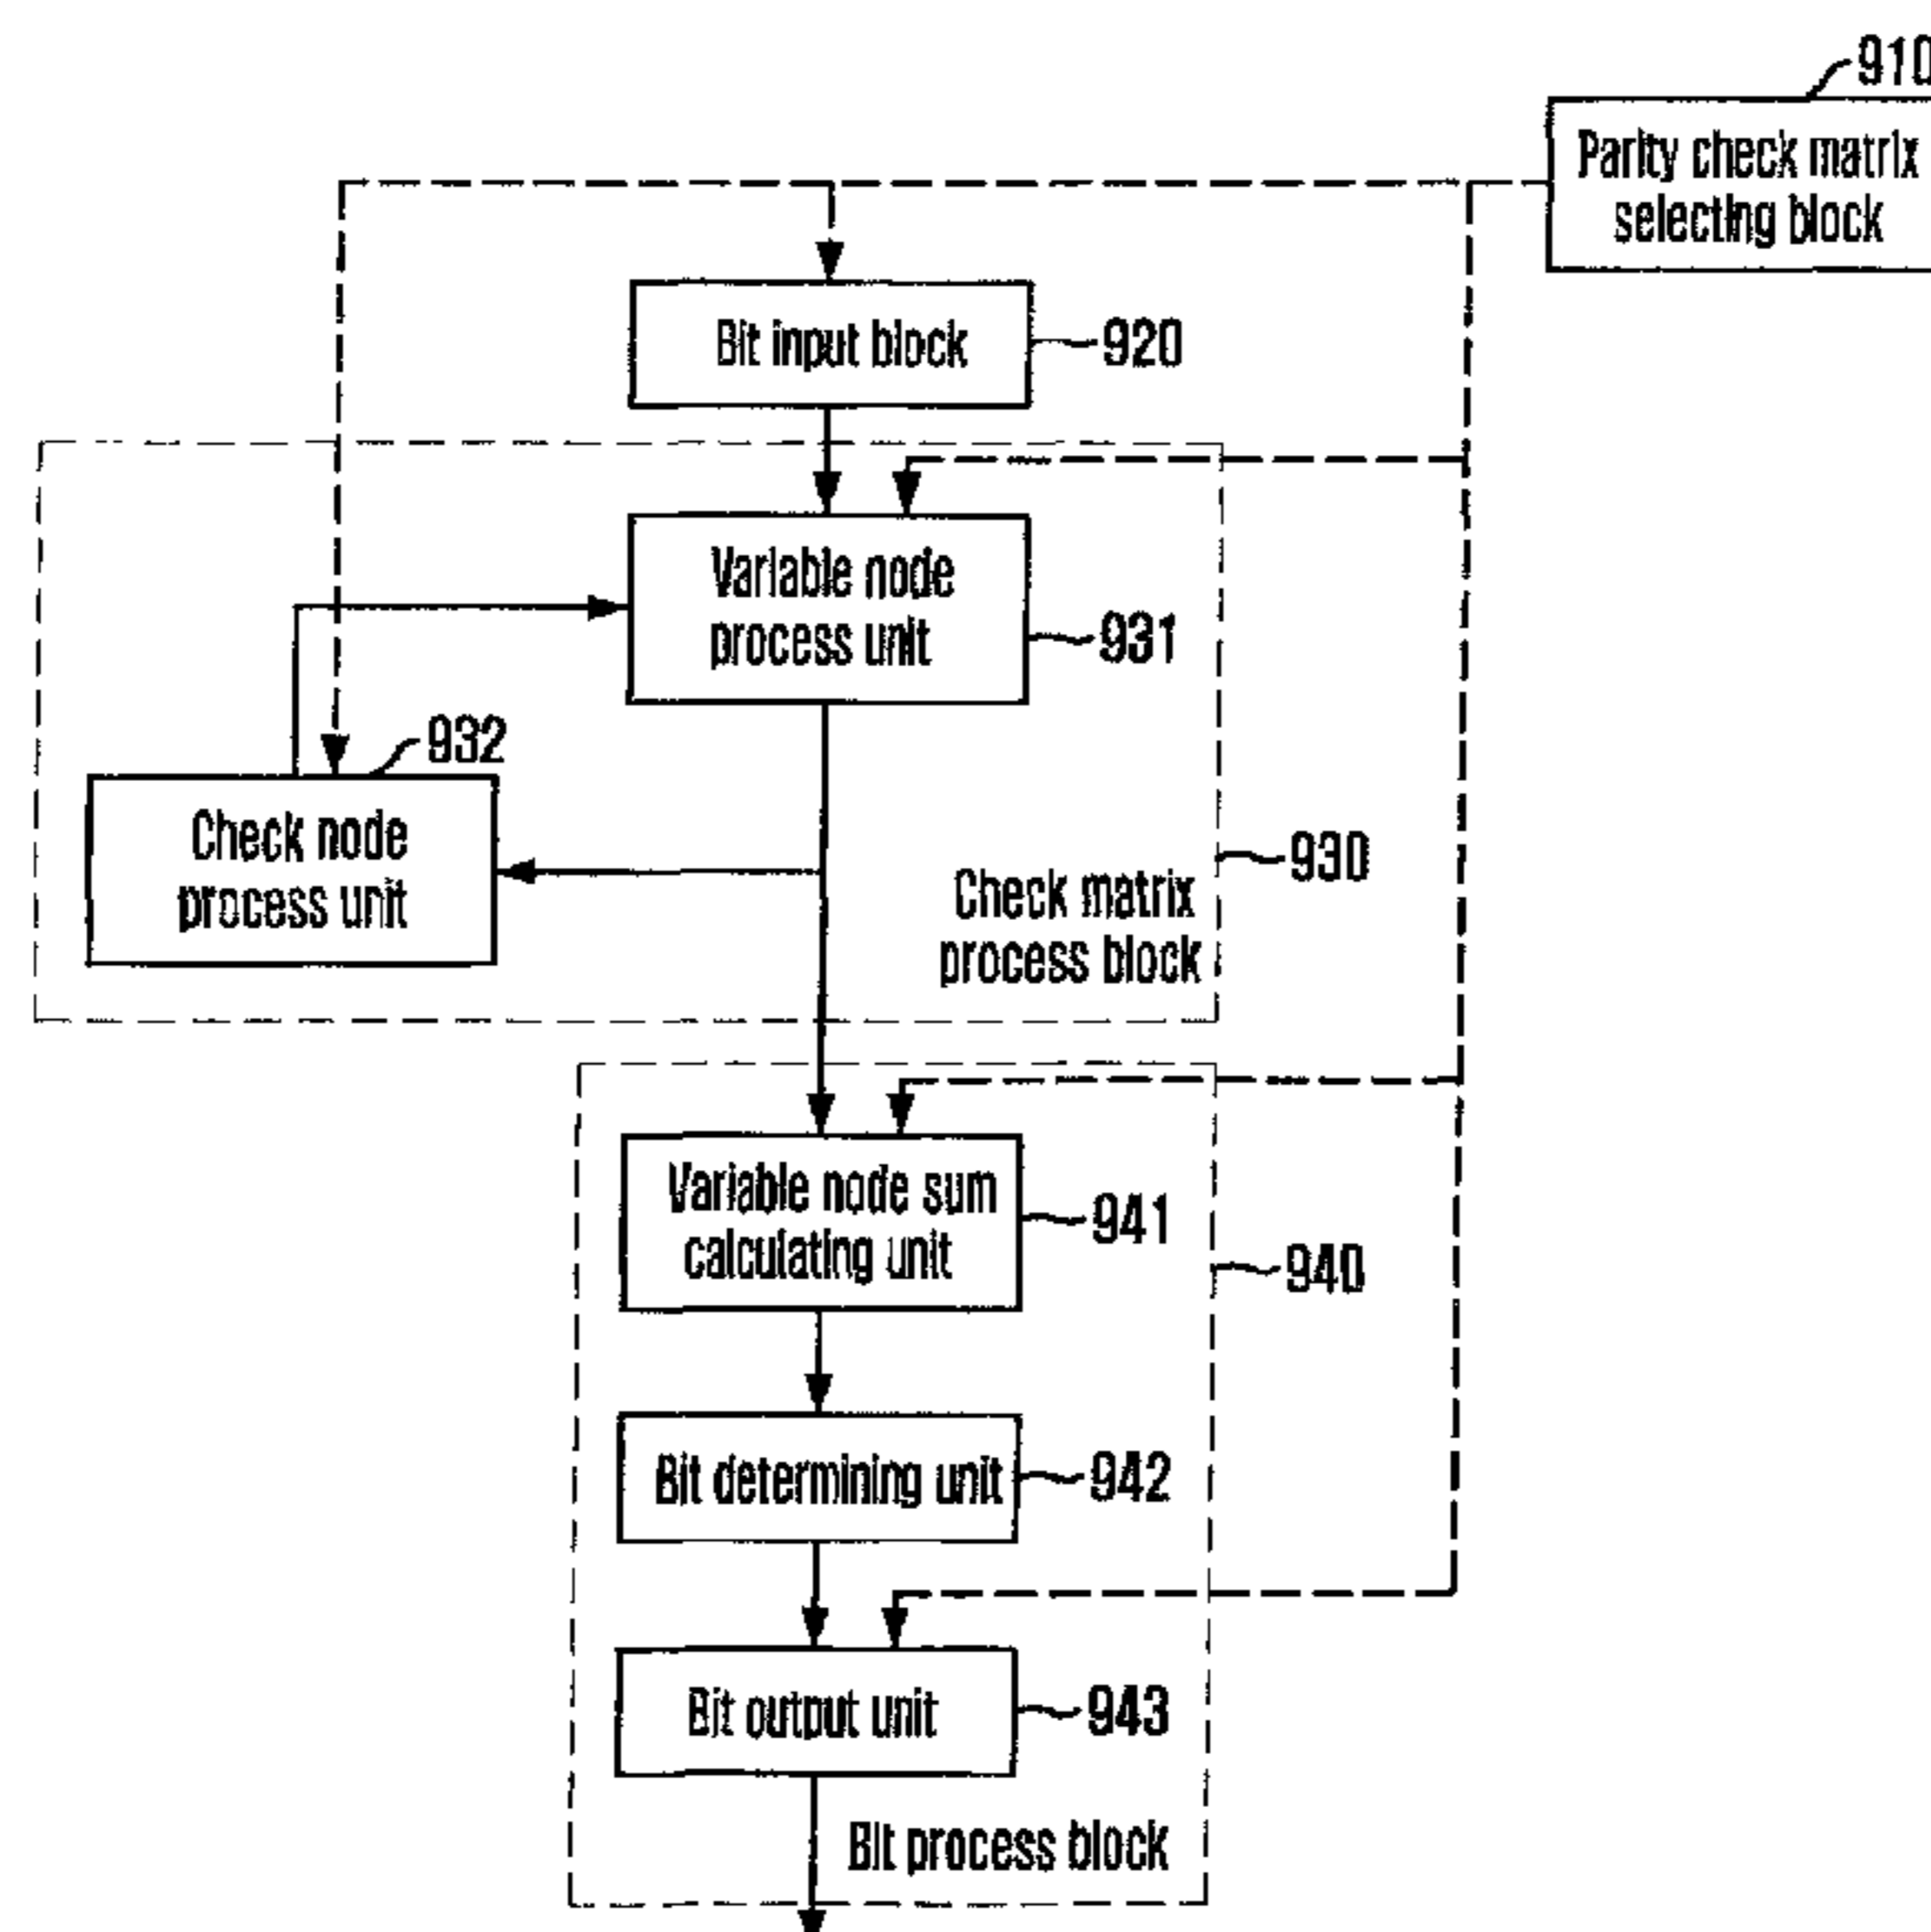 910
Parity check matrix
selecting block
Bit input block
920
Variable node
process unit
931
932
Check node
process unit
930
Check matrix
process block
Variable node sum
calculating unit
941
940
Bit determining unit
942
Bit output unit
943
Bit process block